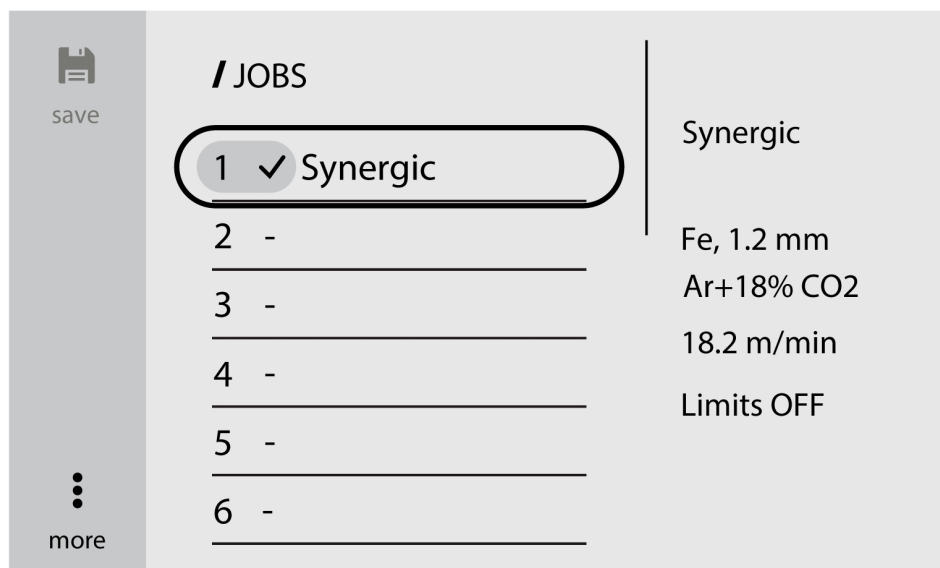 save
/ JOBS
1 ✓ Synergic
2 -
3 -
4 -
5 -
6 -
more
Synergic
Fe, 1.2 mm
Ar+18% CO2
18.2 m/min
Limits OFF